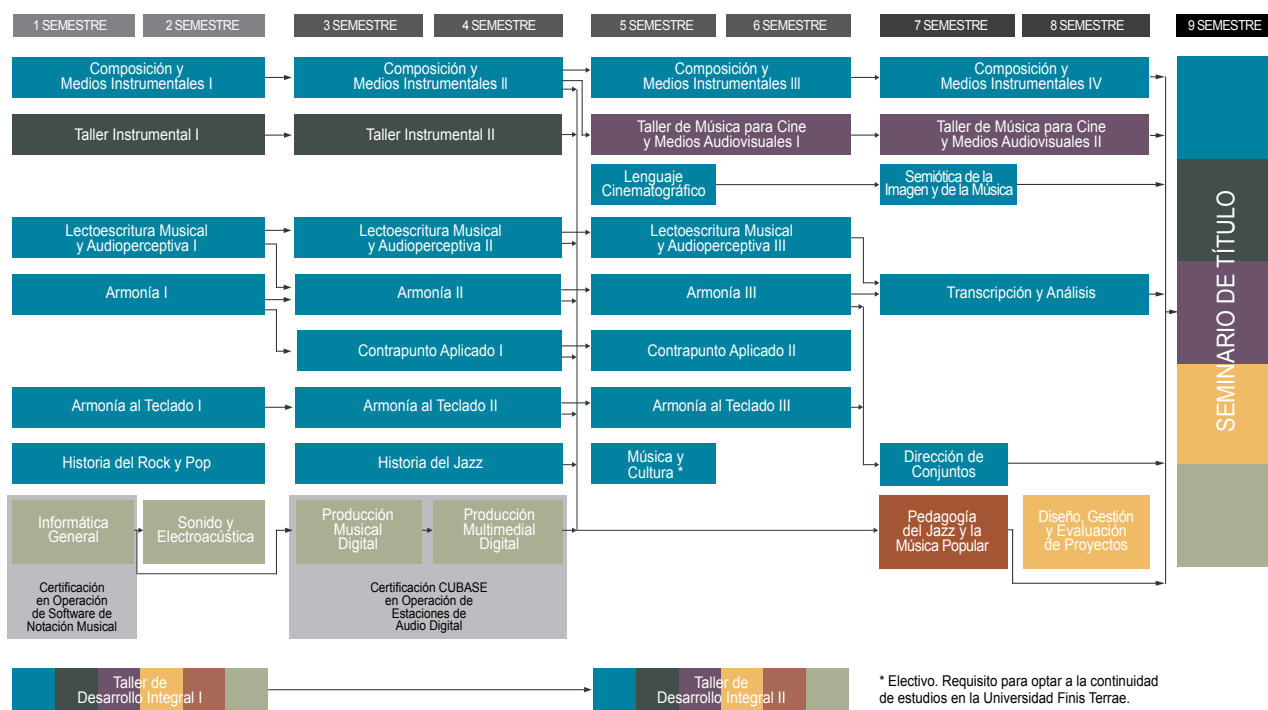 1 SEMESTRE
2 SEMESTRE
3 SEMESTRE
4 SEMESTRE
5 SEMESTRE
6 SEMESTRE
7 SEMESTRE
8 SEMESTRE
9 SEMESTRE
Composición y
Medios Instrumentales I
Composición y
Medios Instrumentales II
Composición y
Medios Instrumentales III
Composición y
Medios Instrumentales IV
Taller Instrumental I
Taller Instrumental II
Taller de Música para Cine
y Medios Audiovisuales I
Taller de Música para Cine
y Medios Audiovisuales II
Lenguaje
Cinematográfico
Semiótica de la
Imagen y de la Música
Lectoescritura Musical
y Audioperceptiva I
Lectoescritura Musical
y Audioperceptiva II
Lectoescritura Musical
y Audioperceptiva III
Armonía I
Armonía II
Armonía III
Transcripción y Análisis
Contrapunto Aplicado I
Contrapunto Aplicado II
Armonía al Teclado I
Armonía al Teclado II
Armonía al Teclado III
Historia del Rock y Pop
Historia del Jazz
Música y
Cultura *
Dirección de
Conjuntos
Informática
General
Sonido y
Electroacústica
Producción
Musical
Digital
Producción
Multimedial
Digital
Pedagogía
del Jazz y la
Música Popular
Diseño, Gestión
y Evaluación
de Proyectos
SEMINARIO DE TÍTULO
Certificación
en Operación
de Software de
Notación Musical
Certificación CUBASE
en Operación de
Estaciones de
Audio Digital
Taller de
Desarrollo Integral I
Taller de
Desarrollo Integral II
* Electivo. Requisito para optar a la continuidad
de estudios en la Universidad Finis Terrae.